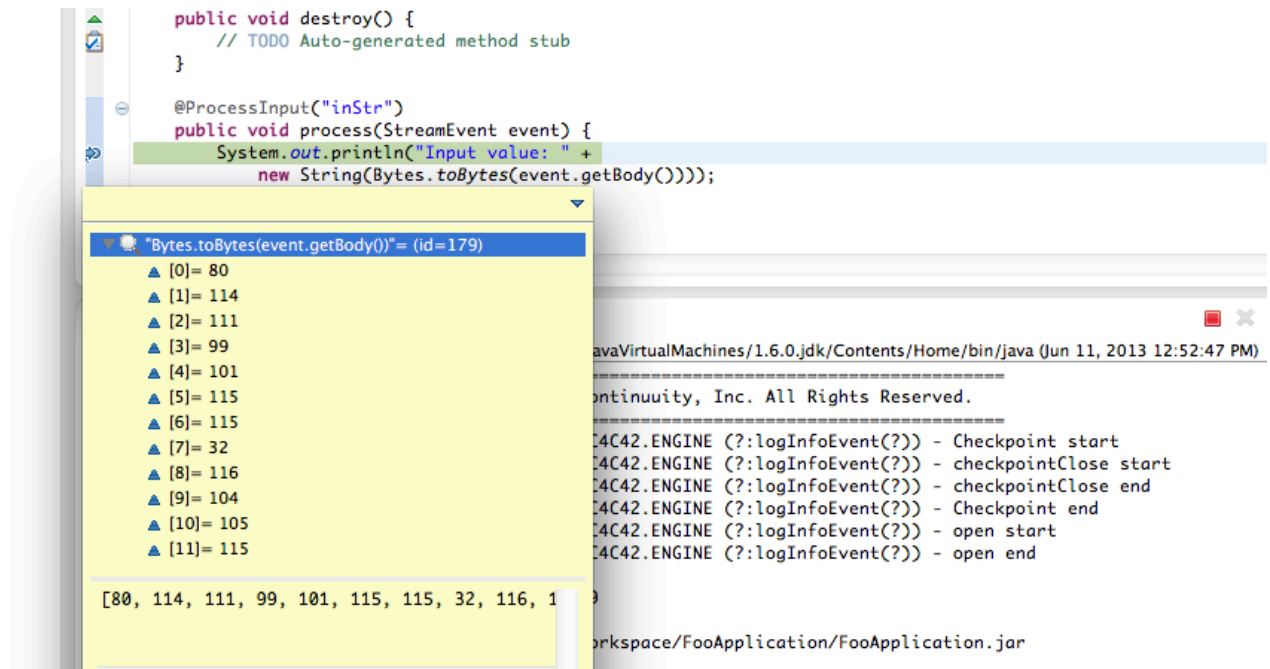 public void destroy() {
// TODO Auto-generated method stub
}
@ProcessInput("inStr")
public void process(StreamEvent event) {
System.out.println("Input value: " +
new String(Bytes.toBytes(event.getBody())));
"Bytes.toBytes(event.getBody())"= (id=179)
[0]= 80
[1]= 114
[2]= 111
[3]= 99
[4]= 101
[5]= 115
[6]= 115
[7]= 32
[8]= 116
[9]= 104
[10]= 105
[11]= 115
[80, 114, 111, 99, 101, 115, 115, 32, 116, 1
avaVirtualMachines/1.6.0.jdk/Contents/Home/bin/java (Jun 11, 2013 12:52:47 PM)
============================================
ontinuuity, Inc. All Rights Reserved.
============================================
C4C42.ENGINE (?:logInfoEvent(?)) - Checkpoint start
C4C42.ENGINE (?:logInfoEvent(?)) - checkpointClose start
C4C42.ENGINE (?:logInfoEvent(?)) - checkpointClose end
C4C42.ENGINE (?:logInfoEvent(?)) - Checkpoint end
C4C42.ENGINE (?:logInfoEvent(?)) - open start
C4C42.ENGINE (?:logInfoEvent(?)) - open end
9
orkspace/FooApplication/FooApplication.jar